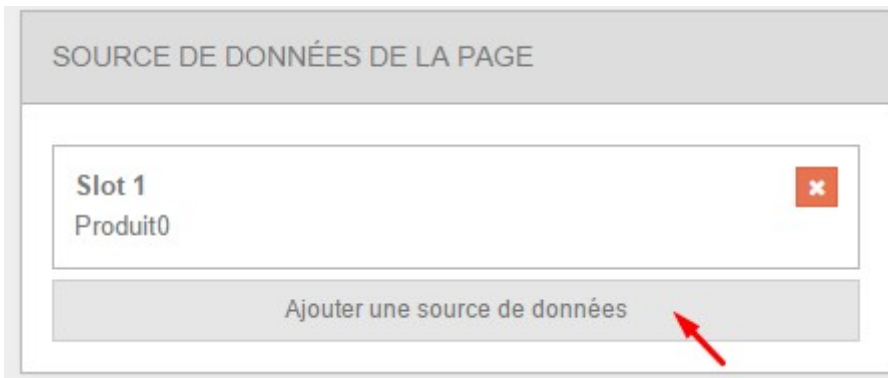 SOURCE DE DONNÉES DE LA PAGE
Slot 1
Produit0
Ajouter une source de données